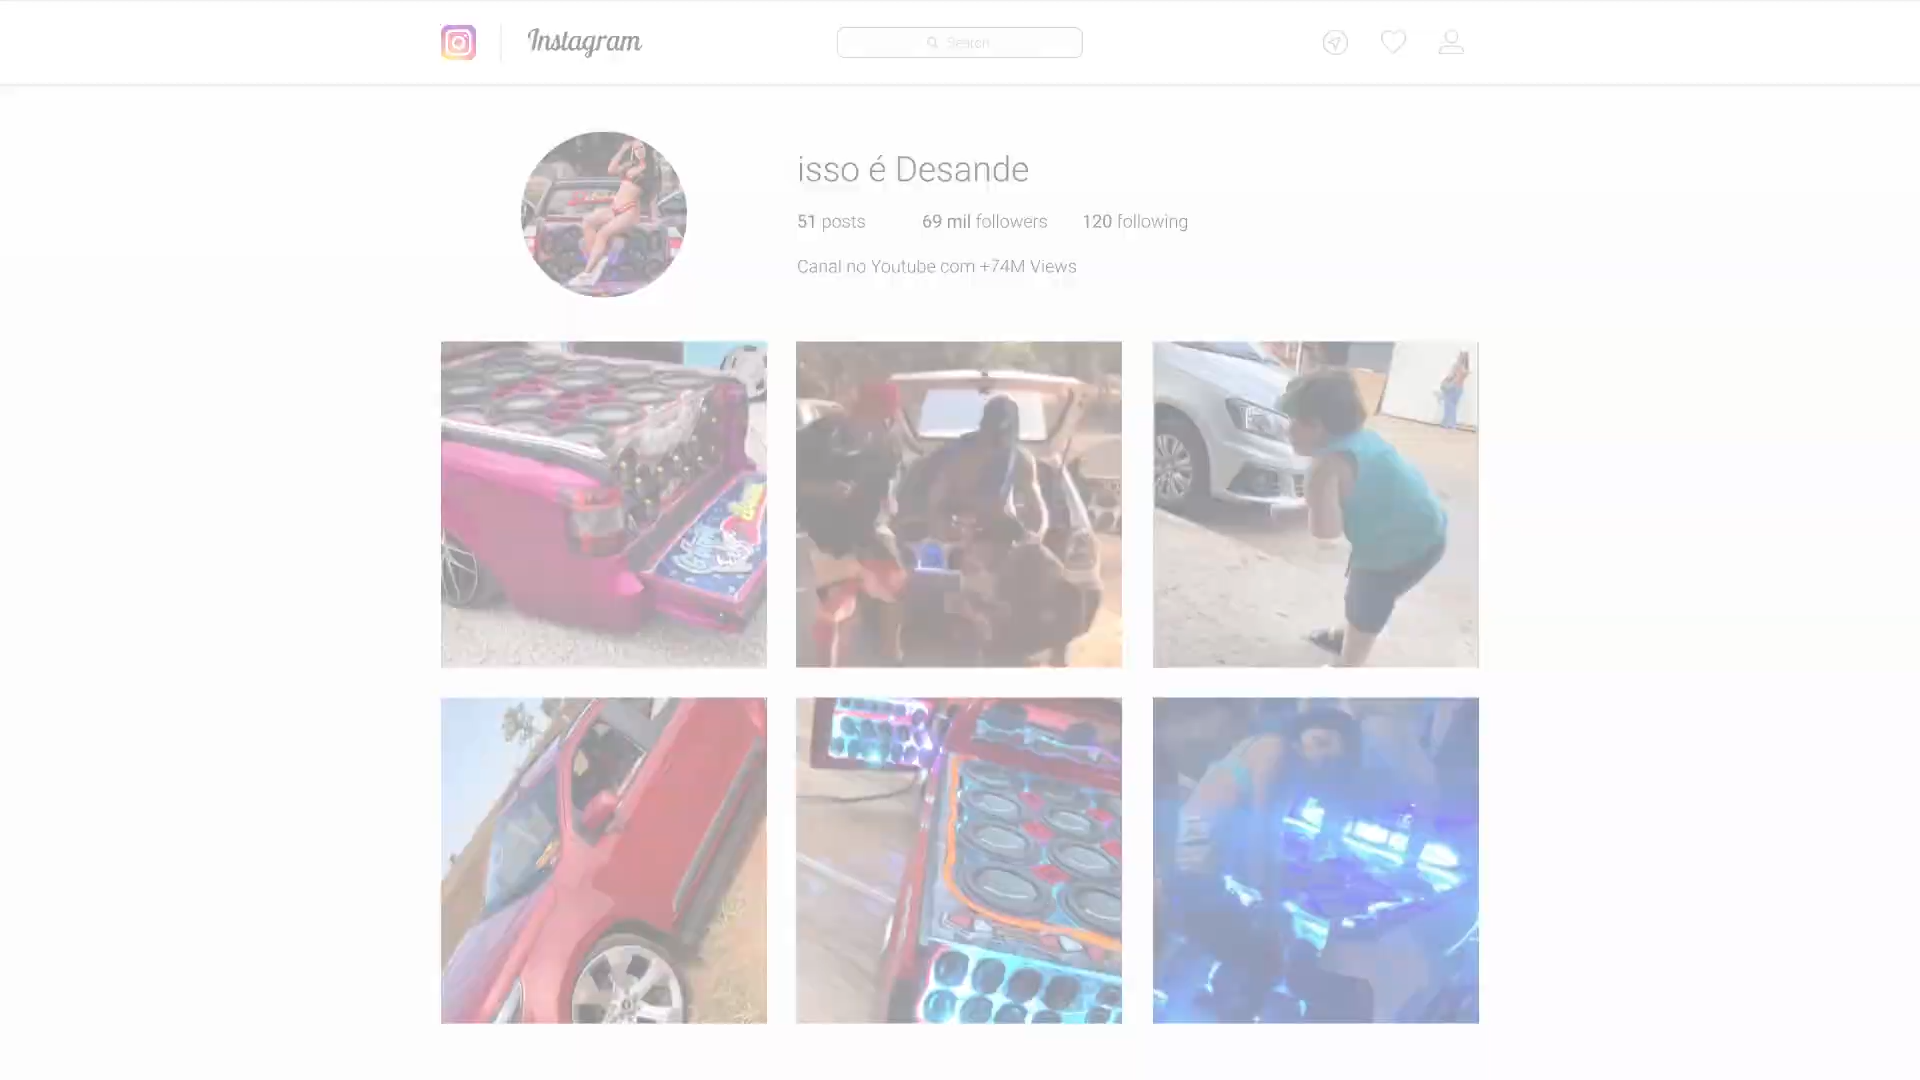 Instagram
Search
isso é Desande
51 posts 69 mil followers 120 following
Canal no Youtube com +74M Views